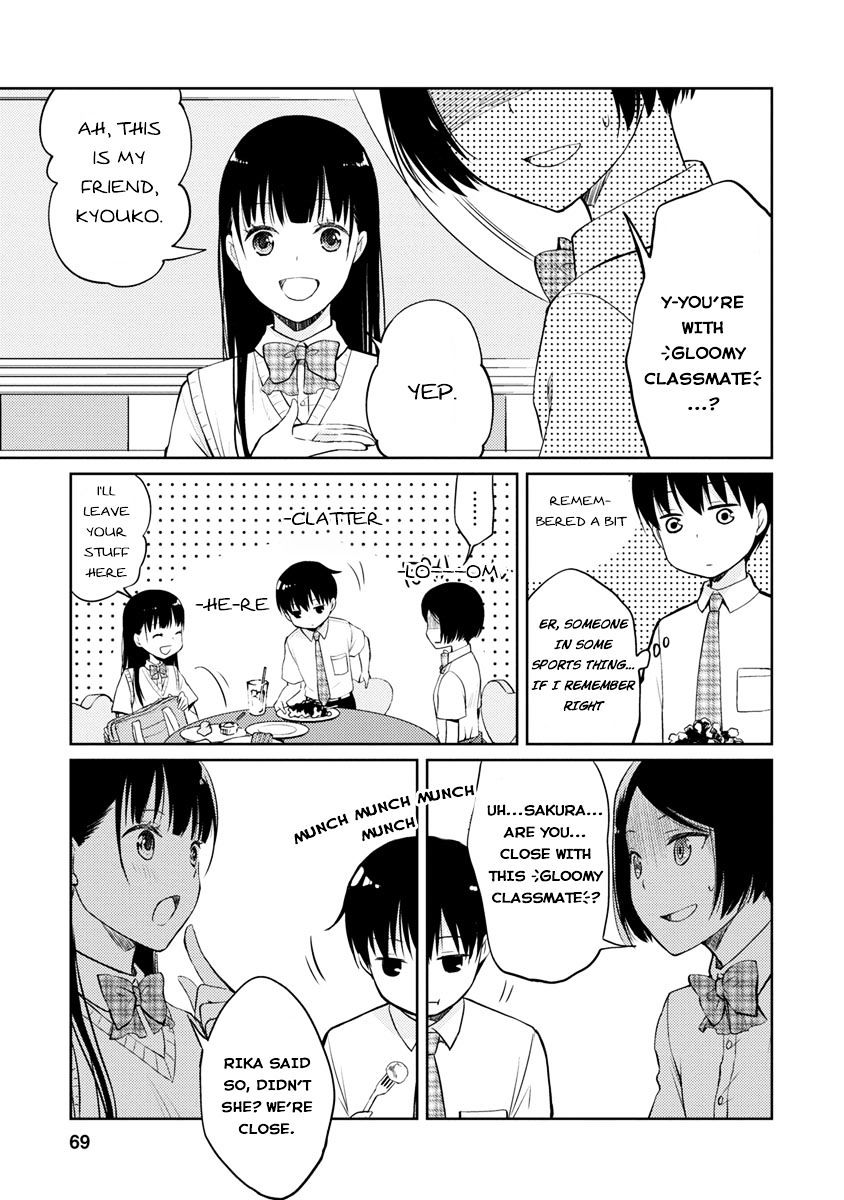 Y-YOU'RE
WITH
GLOOMY
CLASSMATE
...?
AH, THIS
IS MY
FRIEND,
KYOUKO.
YEP.
REMEM-
BERED A BIT
ER, SOMEONE
IN SOME
SPORTS THING...
IF I REMEMBER
RIGHT
........
-LO---OM
-CLATTER
-HE-RE
I'LL
LEAVE
YOUR
STUFF
HERE
UH...SAKURA...
ARE YOU...
CLOSE WITH
THIS GLOOMY
CLASSMATE?
MUNCH MUNCH MUNCH
MUNCH
RIKA SAID
SO, DIDN'T
SHE? WE'RE
CLOSE.
69